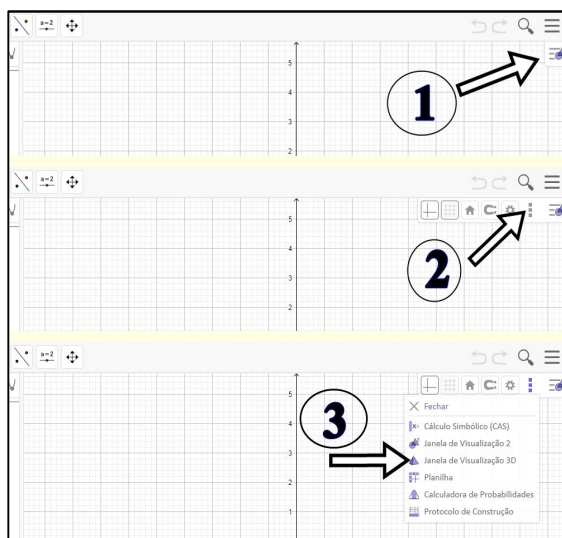 a=2
5
4
3
2
1
a=2
5
4
3
2
2
a=2
5
4
3
2
1
3
Fechar
x= Cálculo Simbólico (CAS)
Janela de Visualização 2
Janela de Visualização 3D
Planilha
Calculadora de Probabilidades
Protocolo de Construção